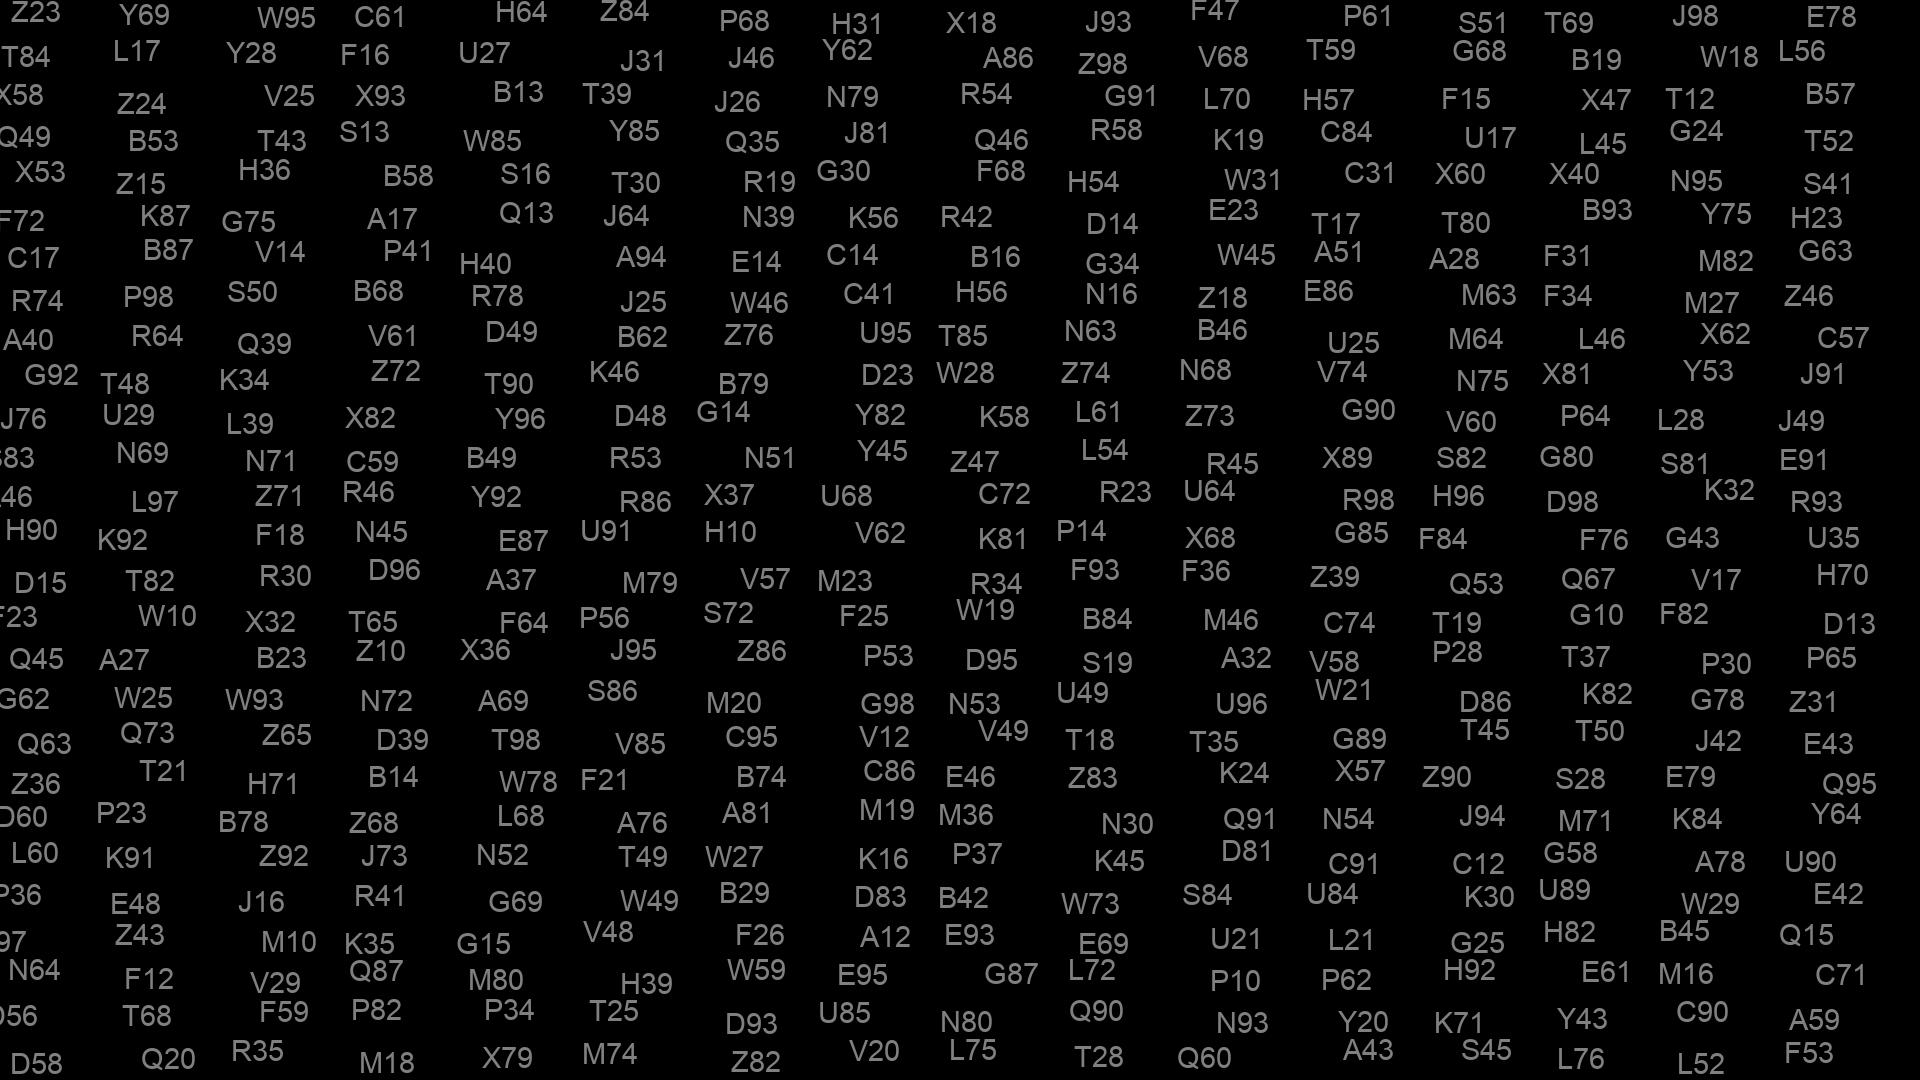 Z23 Y69 W95 C61 H64 Z84 P68 H31 X18 J93 F47 P61 S51 T69 J98 E78
T84 L17 Y28 F16 U27 J31 J46 Y62 A86 Z98 V68 T59 G68 B19 W18 L56
X58 Z24 V25 X93 B13 T39 J26 N79 R54 G91 L70 H57 F15 X47 T12 B57
Q49 B53 T43 S13 W85 Y85 Q35 J81 Q46 R58 K19 C84 U17 L45 G24 T52
X53 Z15 H36 B58 S16 T30 R19 G30 F68 H54 W31 C31 X60 X40 N95 S41
F72 K87 G75 A17 Q13 J64 N39 K56 R42 D14 E23 T17 T80 B93 Y75 H23
C17 B87 V14 P41 H40 A94 E14 C14 B16 G34 W45 A51 A28 F31 M82 G63
R74 P98 S50 B68 R78 J25 W46 C41 H56 N16 Z18 E86 M63 F34 M27 Z46
A40 R64 Q39 V61 D49 B62 Z76 U95 T85 N63 B46 U25 M64 L46 X62 C57
G92 T48 K34 Z72 T90 K46 B79 D23 W28 Z74 N68 V74 N75 X81 Y53 J91
J76 U29 L39 X82 Y96 D48 G14 Y82 K58 L61 Z73 G90 V60 P64 L28 J49
83 N69 N71 C59 B49 R53 N51 Y45 Z47 L54 R45 X89 S82 G80 S81 E91
46 L97 Z71 R46 Y92 R86 X37 U68 C72 R23 U64 R98 H96 D98 K32 R93
H90 K92 F18 N45 E87 U91 H10 V62 K81 P14 X68 G85 F84 F76 G43 U35
D15 T82 R30 D96 A37 M79 V57 M23 R34 F93 F36 Z39 Q53 Q67 V17 H70
F23 W10 X32 T65 F64 P56 S72 F25 W19 B84 M46 C74 T19 G10 F82 D13
Q45 A27 B23 Z10 X36 J95 Z86 P53 D95 S19 A32 V58 P28 T37 P30 P65
G62 W25 W93 N72 A69 S86 M20 G98 N53 U49 U96 W21 D86 K82 G78 Z31
Q63 Q73 Z65 D39 T98 V85 C95 V12 V49 T18 T35 G89 T45 T50 J42 E43
Z36 T21 H71 B14 W78 F21 B74 C86 E46 Z83 K24 X57 Z90 S28 E79 Q95
D60 P23 B78 Z68 L68 A76 A81 M19 M36 N30 Q91 N54 J94 M71 K84 Y64
L60 K91 Z92 J73 N52 T49 W27 K16 P37 K45 D81 C91 C12 G58 A78 U90
P36 E48 J16 R41 G69 W49 B29 D83 B42 W73 S84 U84 K30 U89 W29 E42
97 Z43 M10 K35 G15 V48 F26 A12 E93 E69 U21 L21 G25 H82 B45 Q15
N64 F12 V29 Q87 M80 H39 W59 E95 G87 L72 P10 P62 H92 E61 M16 C71
56 T68 F59 P82 P34 T25 D93 U85 N80 Q90 N93 Y20 K71 Y43 C90 A59
D58 Q20 R35 M18 X79 M74 Z82 V20 L75 T28 Q60 A43 S45 L76 L52 F53